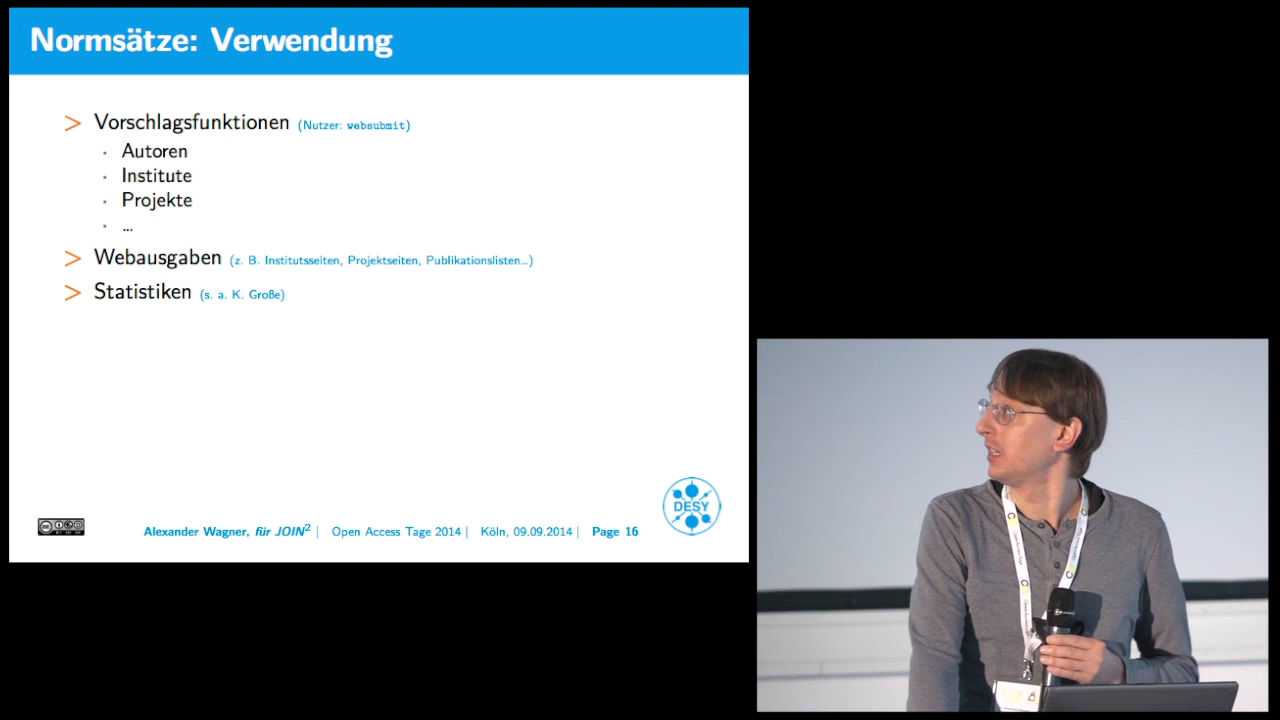 Normsätze: Verwendung
> Vorschlagsfunktionen (Nutzer: websubmit)
· Autoren
· Institute
· Projekte
· ...
> Webausgaben (z. B. Institutsseiten, Projektseiten, Publikationslisten...)
> Statistiken (s. a. K. Große)
DESY
Alexander Wagner, für JOIN² | Open Access Tage 2014 | Köln, 09.09.2014 | Page 16